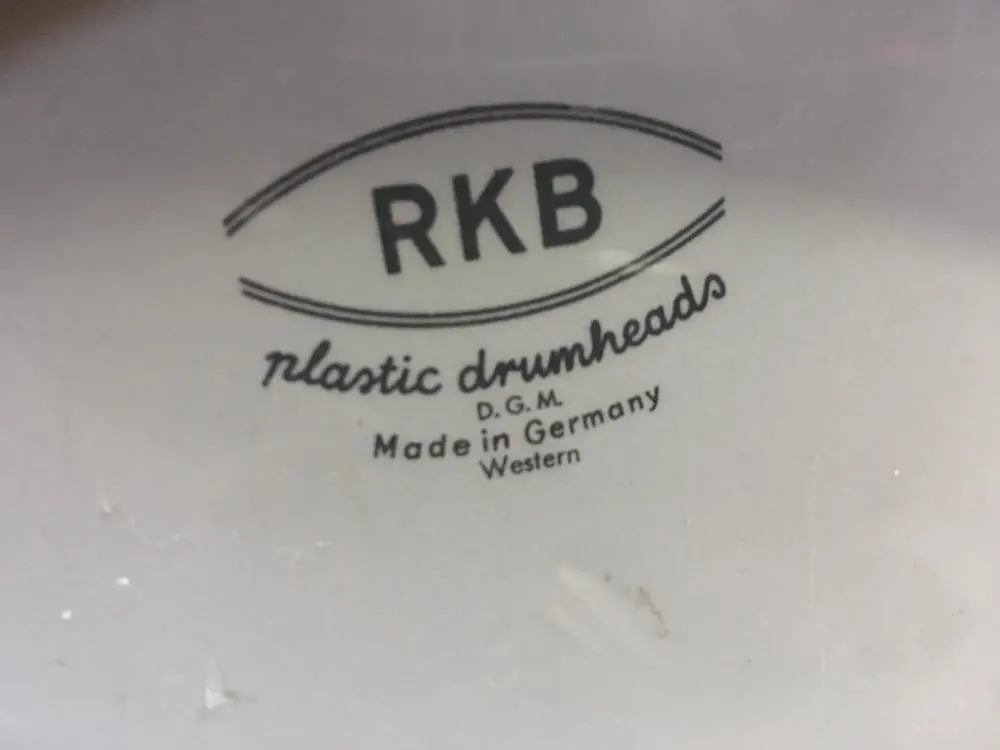 RKB
plastic drumheads
D.G.M.
Made in Germany
Western